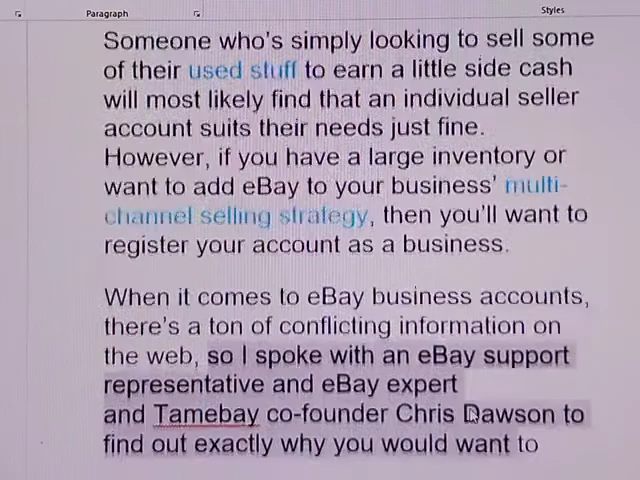 Paragraph
Styles
Someone who's simply looking to sell some
of their used stuff to earn a little side cash
will most likely find that an individual seller
account suits their needs just fine.
However, if you have a large inventory or
want to add eBay to your business' multi-
channel selling strategy, then you'll want to
register your account as a business.
When it comes to eBay business accounts,
there's a ton of conflicting information on
the web, so I spoke with an eBay support
representative and eBay expert
and Tamebay co-founder Chris Dawson to
find out exactly why you would want to